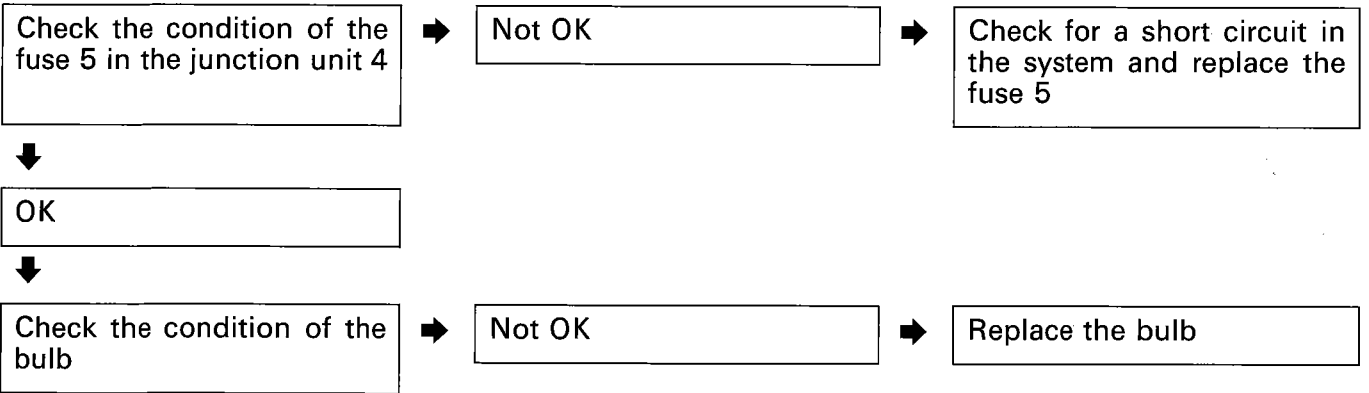 Check the condition of the
fuse 5 in the junction unit 4
Not OK
Check for a short circuit in
the system and replace the
fuse 5
OK
Check the condition of the
bulb
Not OK
Replace the bulb